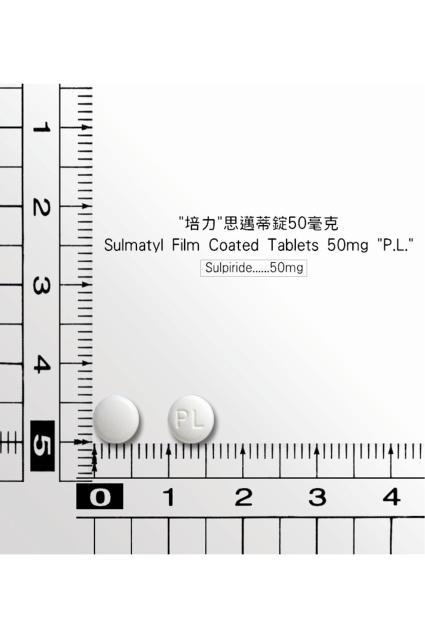 "培力"思邁蒂錠50毫克
Sulmatyl Film Coated Tablets 50mg "P.L."
Sulpiride......50mg
1
2
3
4
5
PL
0 1 2 3 4